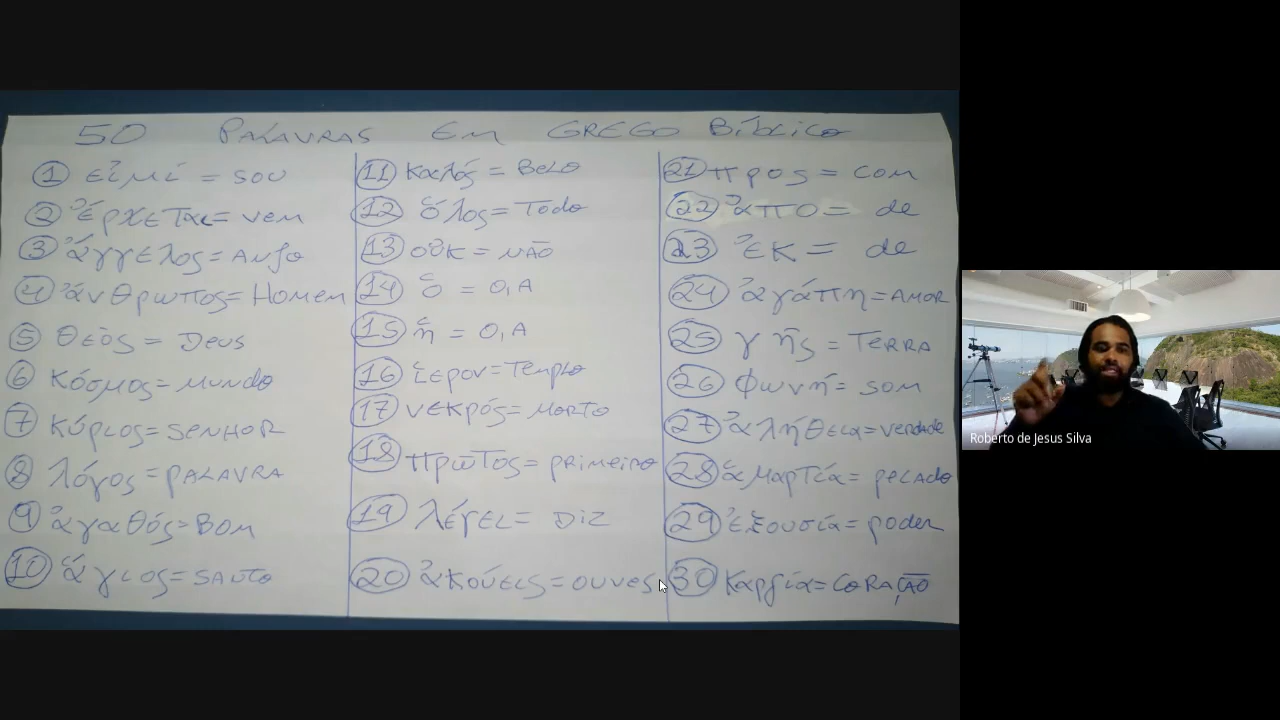 50 PALAVRAS EM GREGO BÍBLICO
1 εἰμί = SOU
2 ἔρχεται = VEM
3 ἄγγελος = ANJO
4 ἄνθρωπος = HOMEM
5 θεὸς = DEUS
6 κόσμος = MUNDO
7 κύριος = SENHOR
8 λόγος = PALAVRA
9 ἀγαθός = BOM
10 ἅγιος = SANTO
11 καλός = BELO
12 ὅλος = TODO
13 οὐκ = NÃO
14 ὁ = O, A
15 ἡ = O, A
16 ἱερον = TEMPLO
17 νεκρός = MORTO
18 πρῶτος = PRIMEIRO
19 λέγει = DIZ
20 ἀκούεις = OUVES
21 προς = COM
22 ἀπο = de
23 ἐκ = de
24 ἀγάπη = AMOR
25 γῆς = TERRA
26 φωνή = SOM
27 ἀλήθεια = verdade
28 ἁμαρτία = pecado
29 ἐξουσία = poder
30 καρδία = CORAÇÃO
Roberto de Jesus Silva